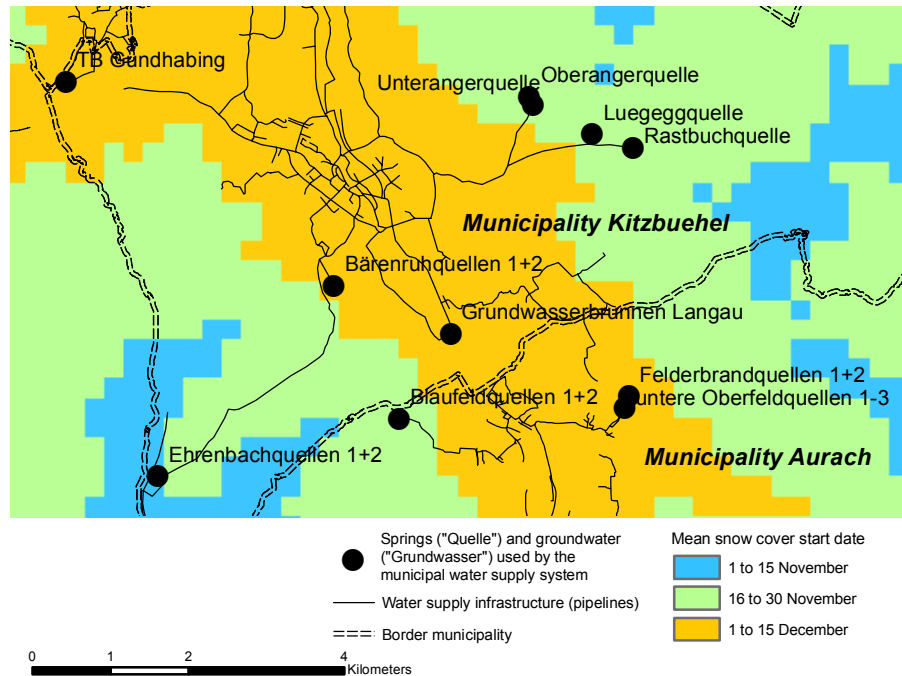 TB Gundhabing
Unterangerquelle
Oberangerquelle
Luegeggquelle
Rastbuchquelle
Municipality Kitzbuehel
Bärenruhquellen 1+2
Grundwasserbrunnen Langau
Felderbrandquellen 1+2
Blaufeldquellen 1+2
untere Oberfeldquellen 1-3
Ehrenbachquellen 1+2
Municipality Aurach
Springs ("Quelle") and groundwater
("Grundwasser") used by the
municipal water supply system
Water supply infrastructure (pipelines)
Border municipality
Mean snow cover start date
1 to 15 November
16 to 30 November
1 to 15 December
0 1 2 4
Kilometers